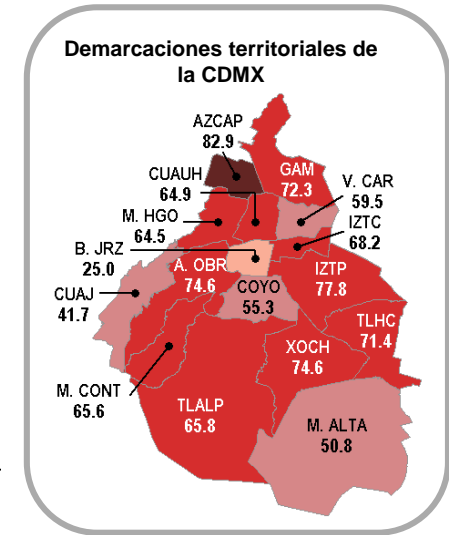 Demarcaciones territoriales de
la CDMX
AZCAP
82.9
CUAUH
64.9
GAM
72.3
V. CAR
59.5
M. HGO
64.5
IZTC
68.2
B. JRZ
25.0
A. OBR
74.6
IZTP
77.8
CUAJ
41.7
COYO
55.3
TLHC
71.4
XOCH
74.6
M. CONT
65.6
TLALP
65.8
M. ALTA
50.8